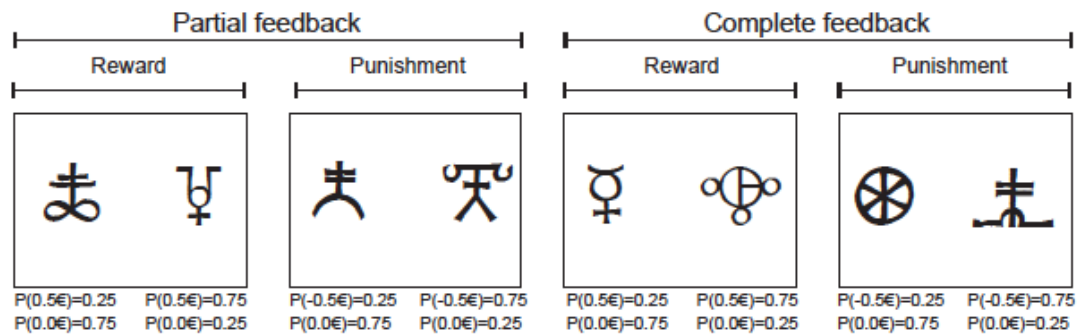 Partial feedback Complete feedback
Reward Punishment Reward Punishment
P(0.5€)=0.25 P(0.5€)=0.75 P(-0.5€)=0.25 P(-0.5€)=0.75 P(0.5€)=0.25 P(0.5€)=0.75 P(-0.5€)=0.25 P(-0.5€)=0.75
P(0.0€)=0.75 P(0.0€)=0.25 P(0.0€)=0.75 P(0.0€)=0.25 P(0.0€)=0.75 P(0.0€)=0.25 P(0.0€)=0.75 P(0.0€)=0.25